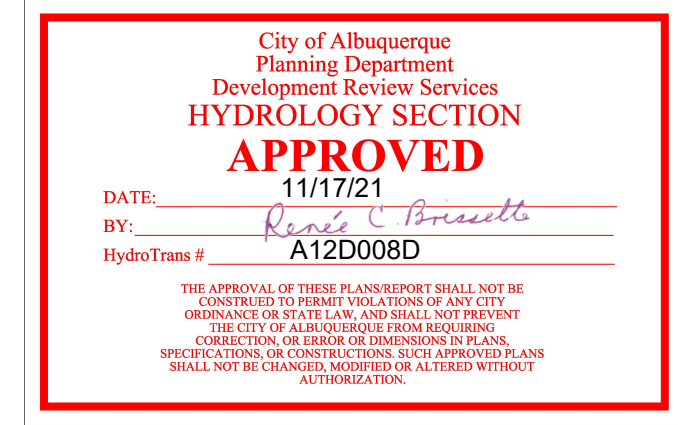 City of Albuquerque
Planning Department
Development Review Services
HYDROLOGY SECTION
APPROVED
DATE: 11/17/21
BY: Renée C. Brissette
HydroTrans # A12D008D
THE APPROVAL OF THESE PLANS/REPORT SHALL NOT BE
CONSTRUED TO PERMIT VIOLATIONS OF ANY CITY
ORDINANCE OR STATE LAW, AND SHALL NOT PREVENT
THE CITY OF ALBUQUERQUE FROM REQUIRING
CORRECTION, OR ERROR OR DIMENSIONS IN PLANS,
SPECIFICATIONS, OR CONSTRUCTIONS. SUCH APPROVED PLANS
SHALL NOT BE CHANGED, MODIFIED OR ALTERED WITHOUT
AUTHORIZATION.